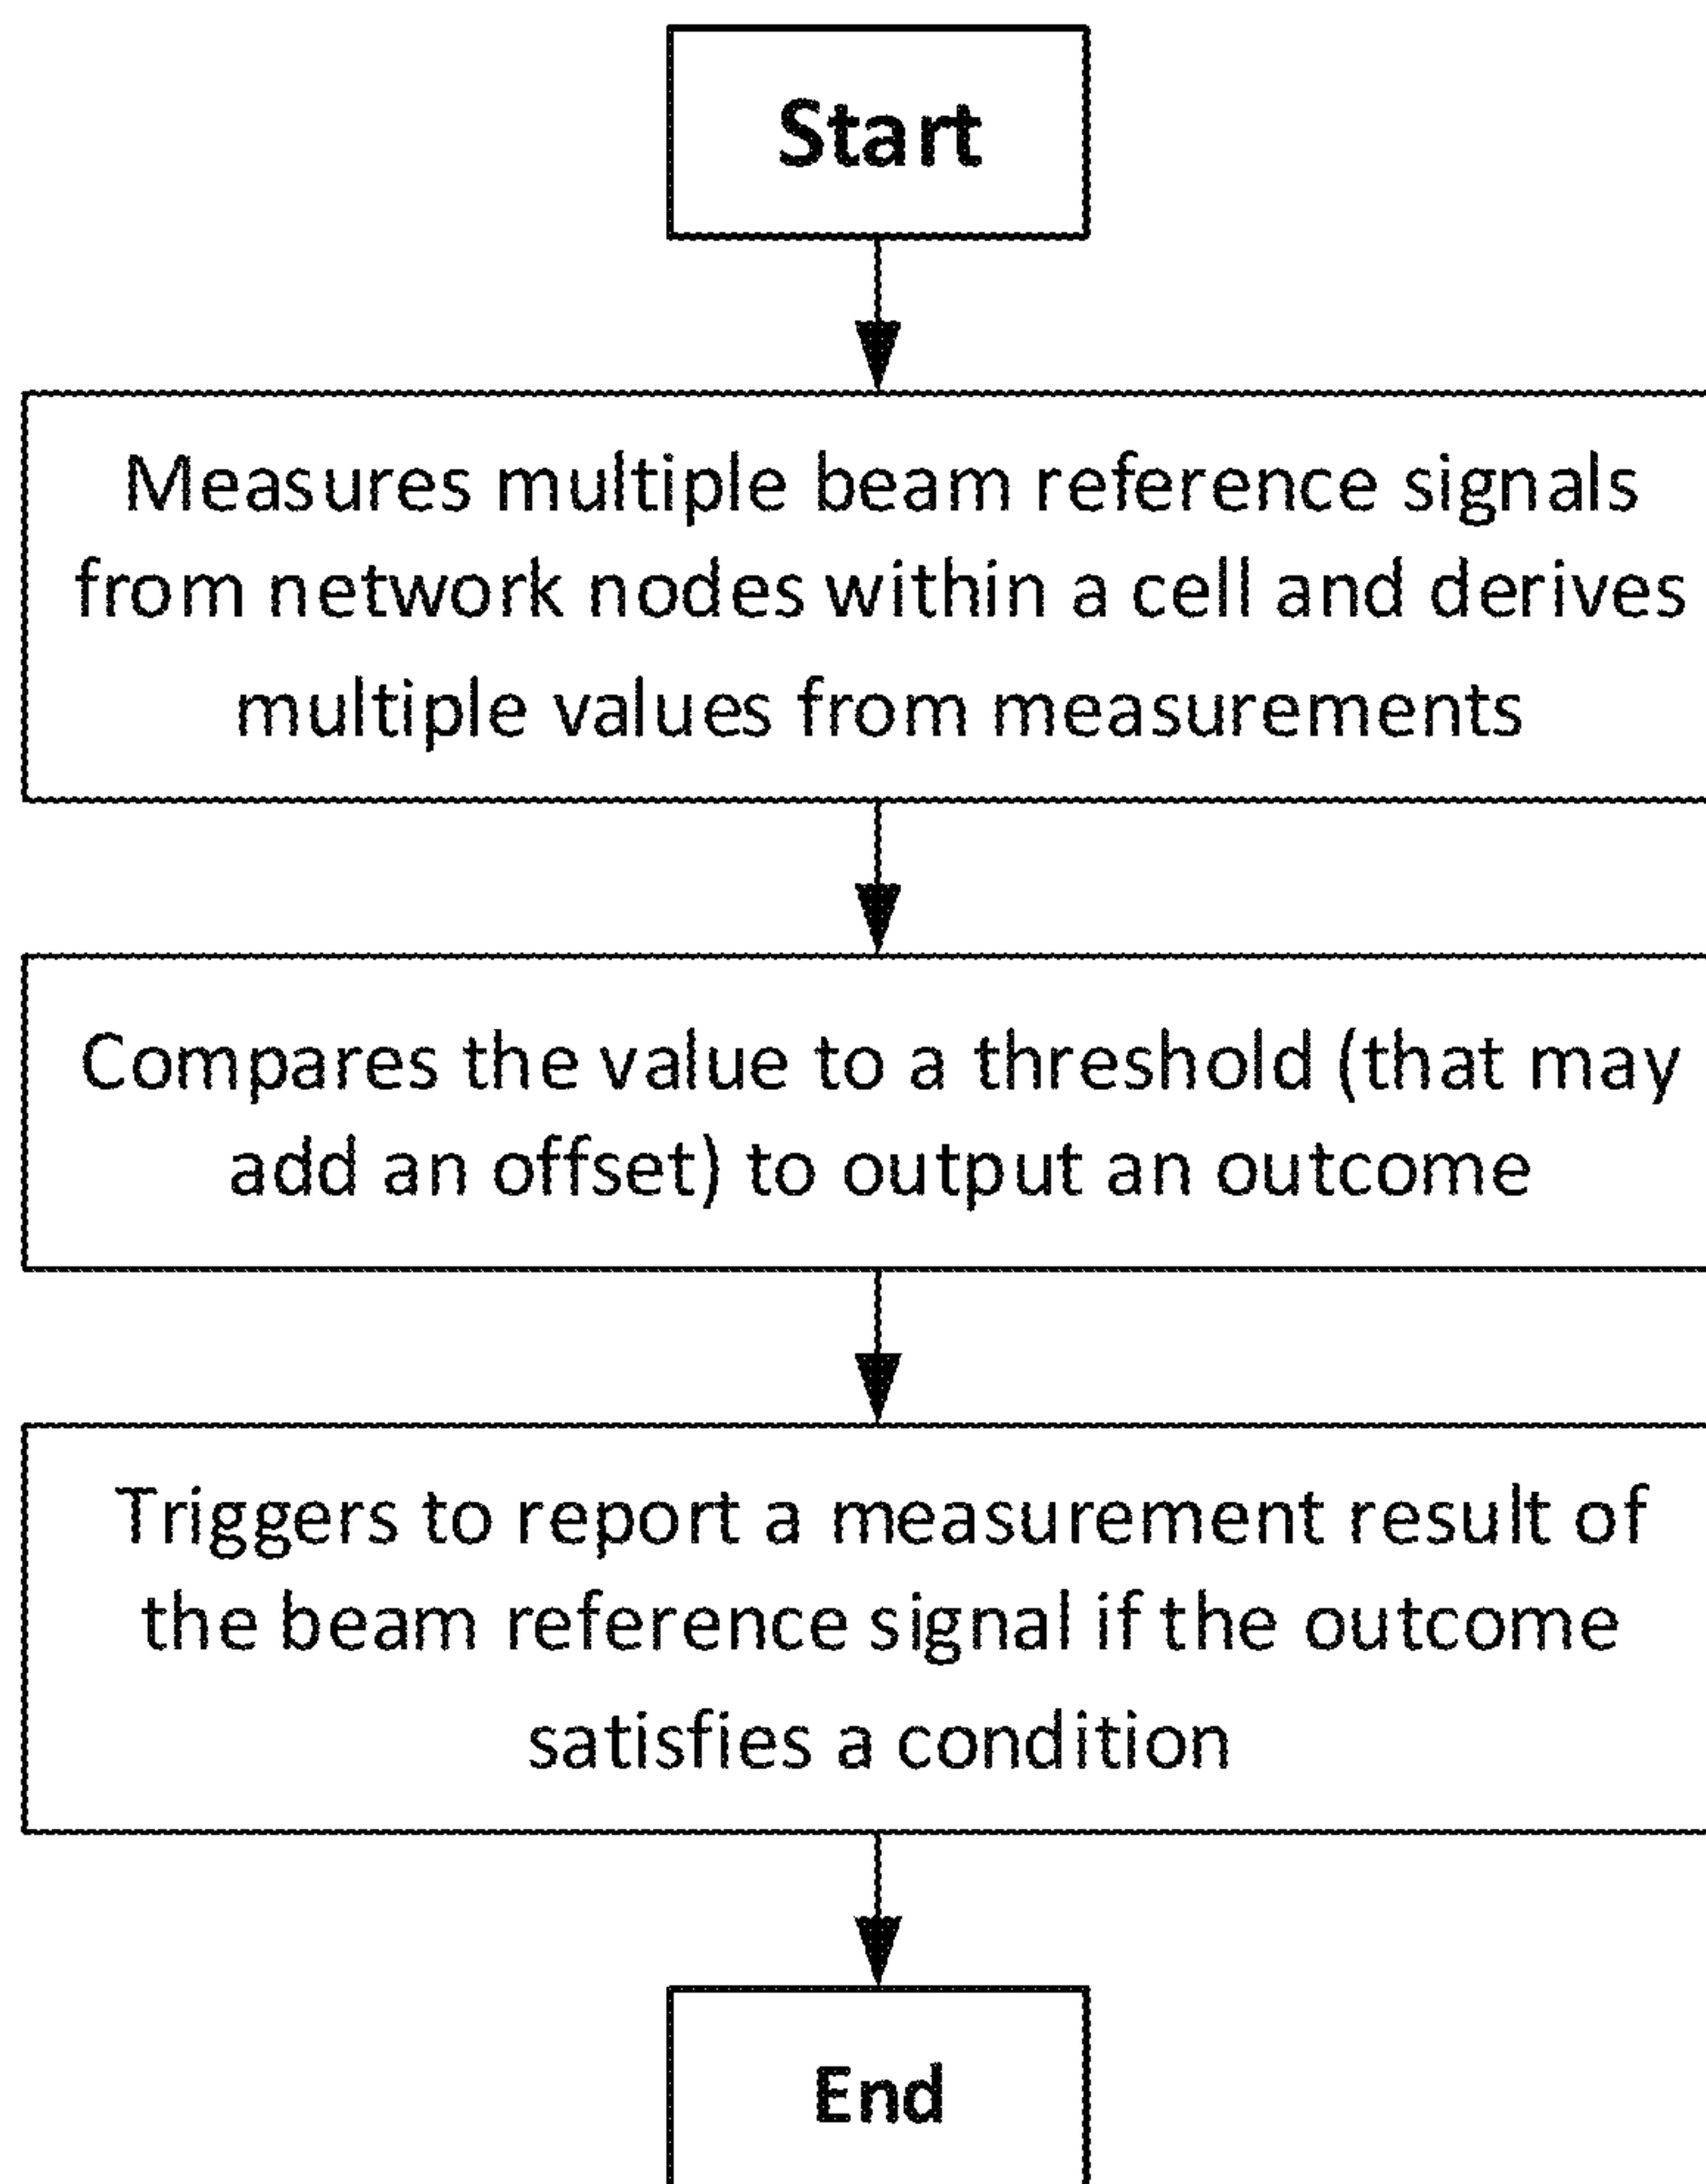 Start
Measures multiple beam reference signals
from network nodes within a cell and derives
multiple values from measurements
Compares the value to a threshold (that may
add an offset) to output an outcome
Triggers to report a measurement result of
the beam reference signal if the outcome
satisfies a condition
End